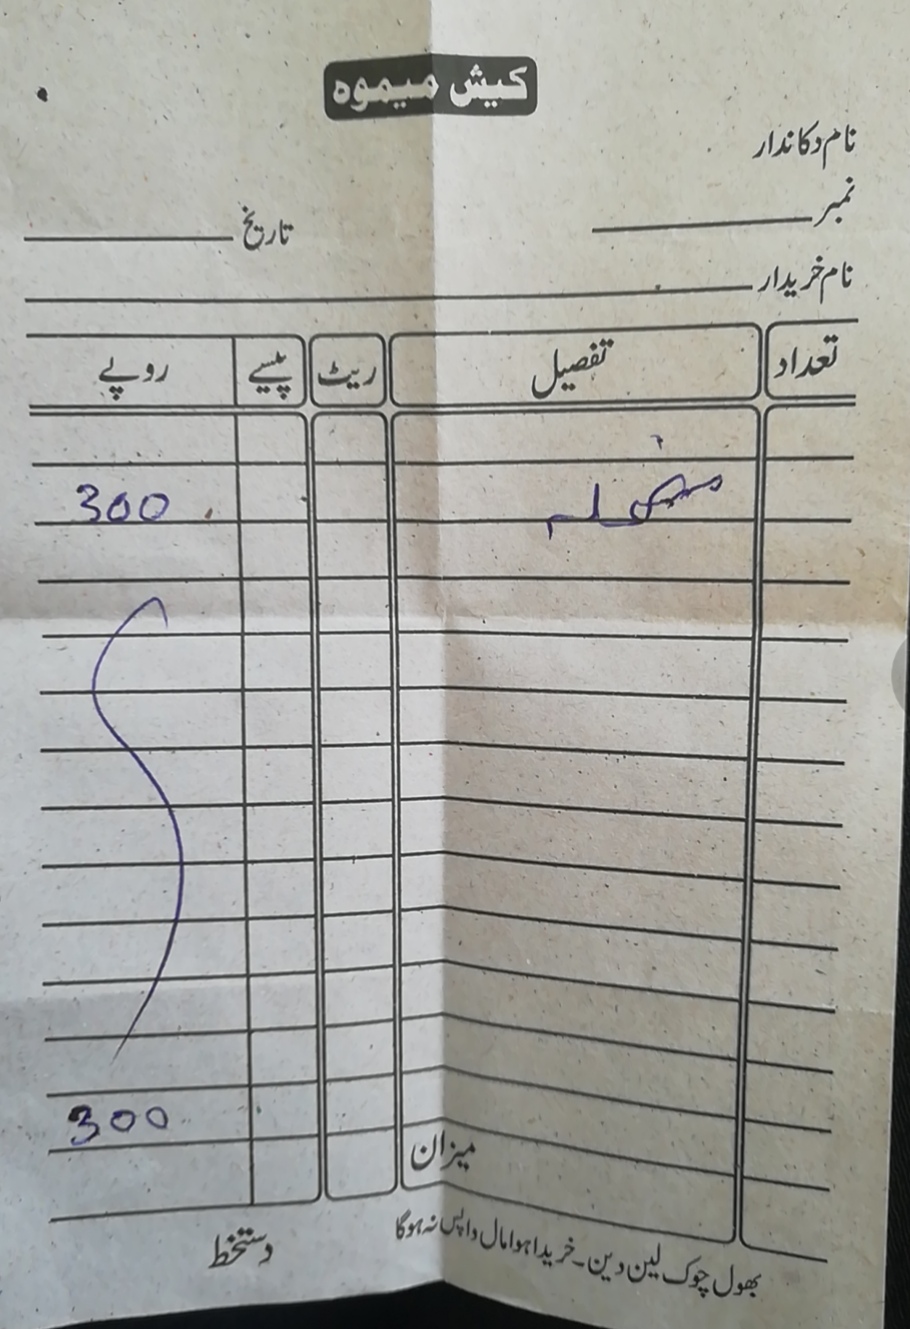 کیش میموہ
نام دکاندار
نمبر
تاریخ
نام خریدار
تعداد تفصیل ریٹ پیسے روپے
300
300
میزان
بھول چوک لین دین۔ خریدا ہوا مال واپس نہ ہوگا
دستخط